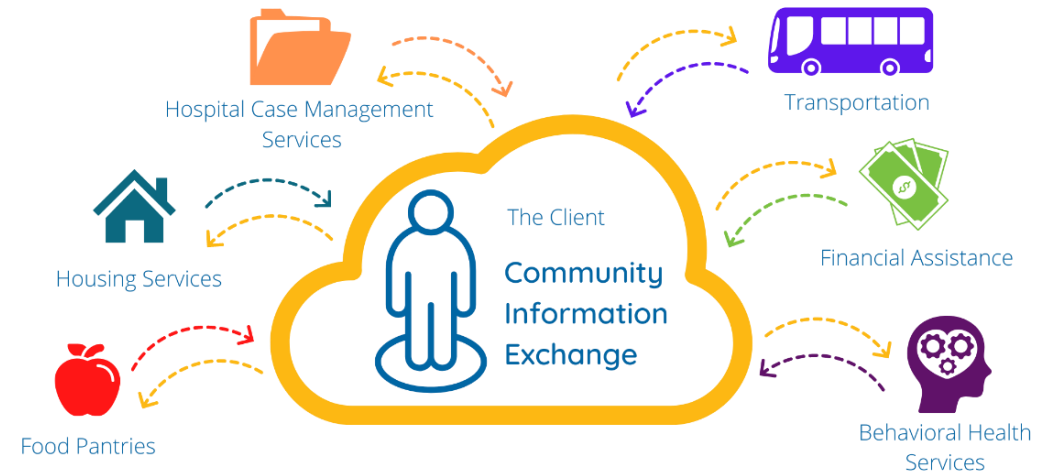 Hospital Case Management
Services
Transportation
Housing Services
The Client
Community
Information
Exchange
$
Financial Assistance
Food Pantries
Behavioral Health
Services